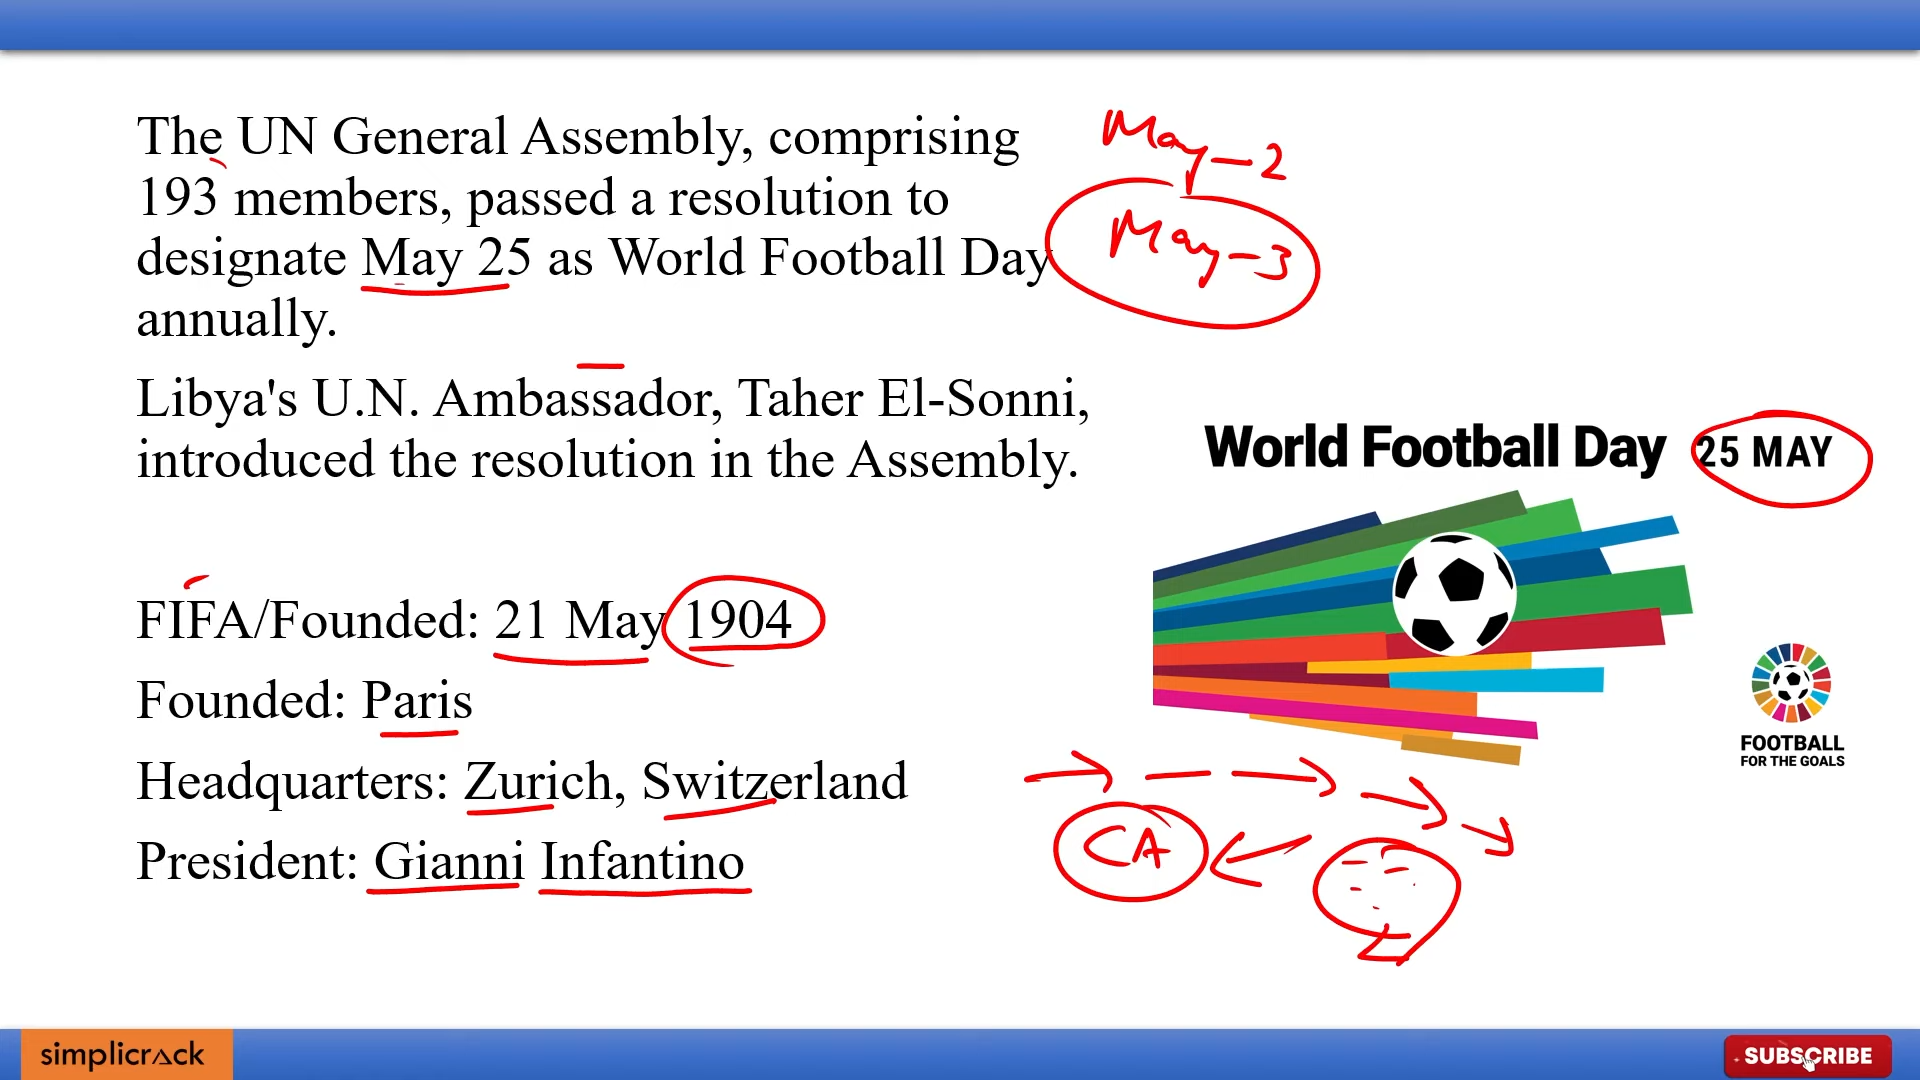 The UN General Assembly, comprising
193 members, passed a resolution to
designate May 25 as World Football Day
annually.
May-2
May-3
Libya's U.N. Ambassador, Taher El-Sonni,
introduced the resolution in the Assembly.
World Football Day 25 MAY
FIFA/Founded: 21 May 1904
Founded: Paris
Headquarters: Zurich, Switzerland
President: Gianni Infantino
FOOTBALL
FOR THE GOALS
CA
simplicrack
SUBSCRIBE